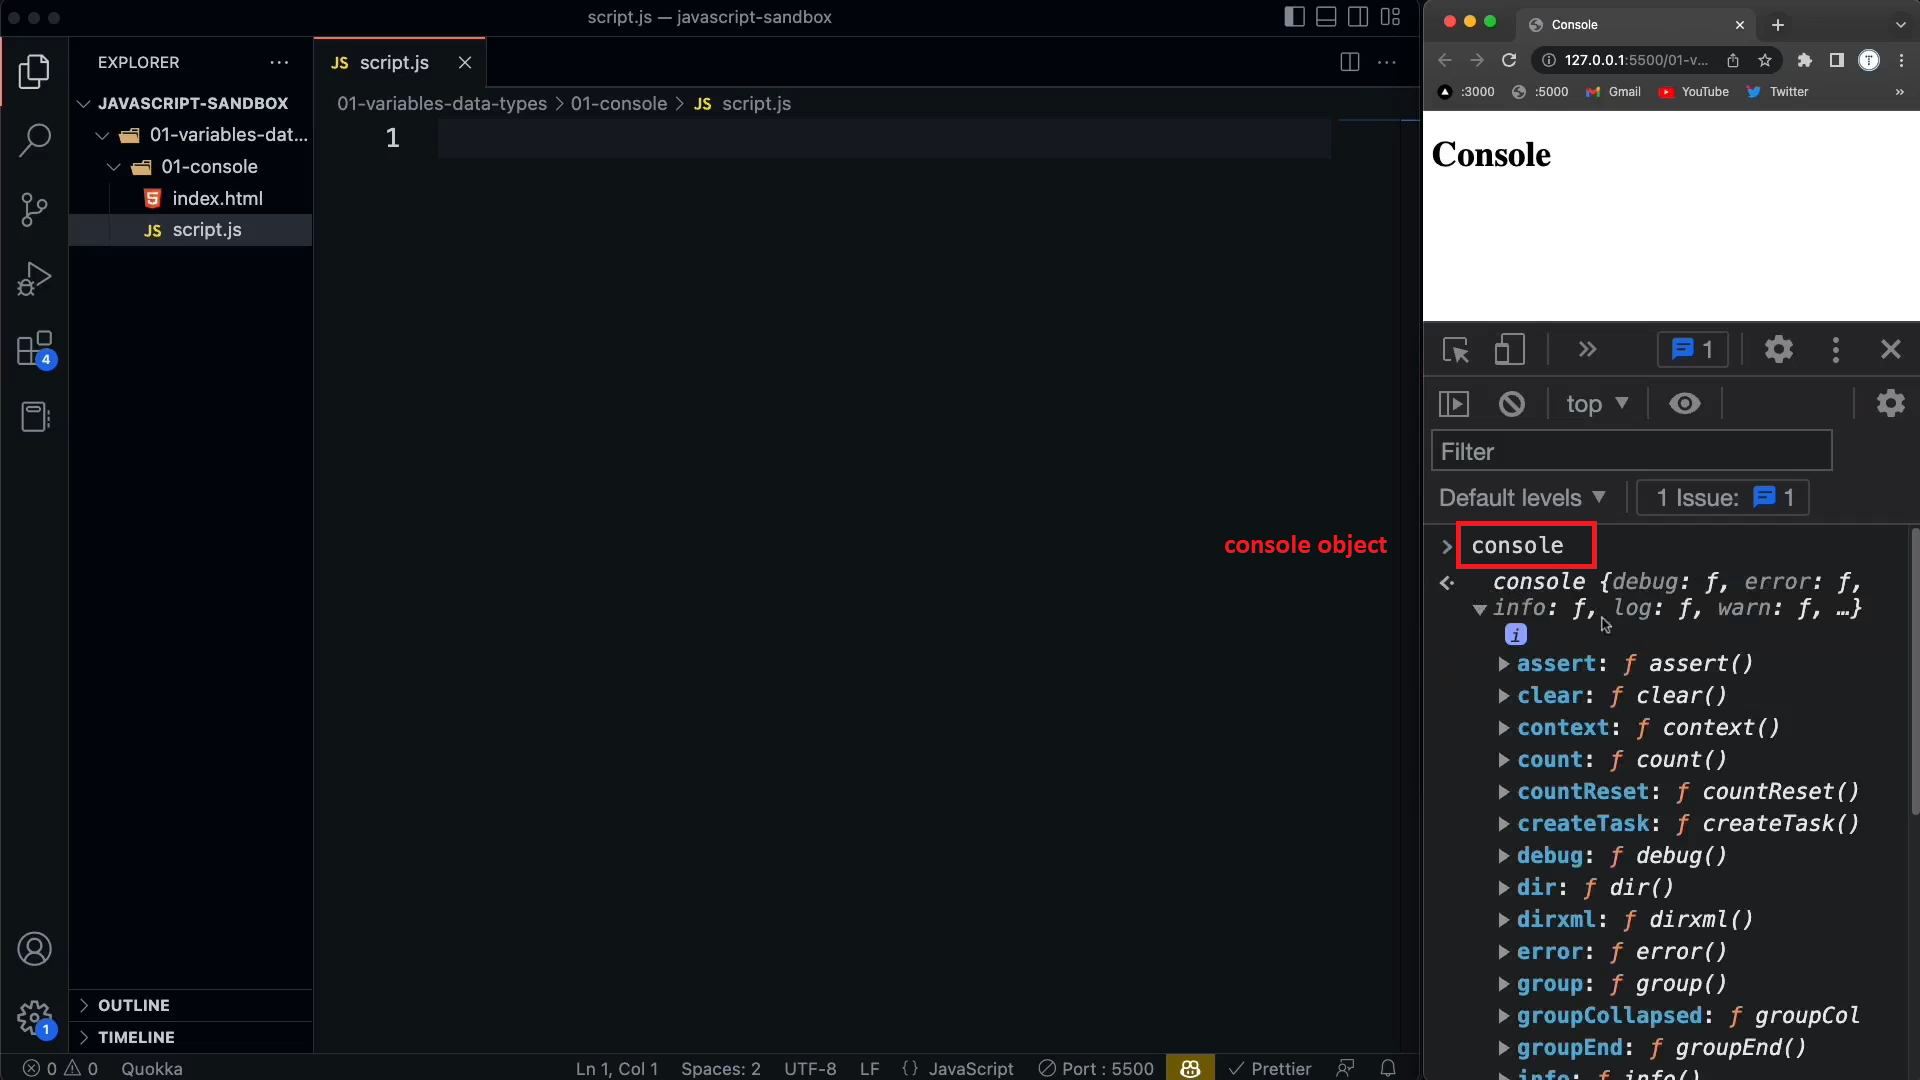 script.js — javascript-sandbox
EXPLORER
JAVASCRIPT-SANDBOX
01-variables-dat...
01-console
index.html
JS script.js
4
OUTLINE
TIMELINE
1
JS script.js
01-variables-data-types > 01-console > JS script.js
1
console object
0 0 Quokka
Ln 1, Col 1 Spaces: 2 UTF-8 LF {} JavaScript Port : 5500 Prettier
Console
127.0.0.1:5500/01-v...
T
:3000 :5000 Gmail YouTube Twitter »
Console
1
top
Filter
Default levels 1 Issue: 1
console
console {debug: ƒ, error: ƒ,
info: ƒ, log: ƒ, warn: ƒ, …}
i
assert: ƒ assert()
clear: ƒ clear()
context: ƒ context()
count: ƒ count()
countReset: ƒ countReset()
createTask: ƒ createTask()
debug: ƒ debug()
dir: ƒ dir()
dirxml: ƒ dirxml()
error: ƒ error()
group: ƒ group()
groupCollapsed: ƒ groupCol
groupEnd: ƒ groupEnd()
info: ƒ info()